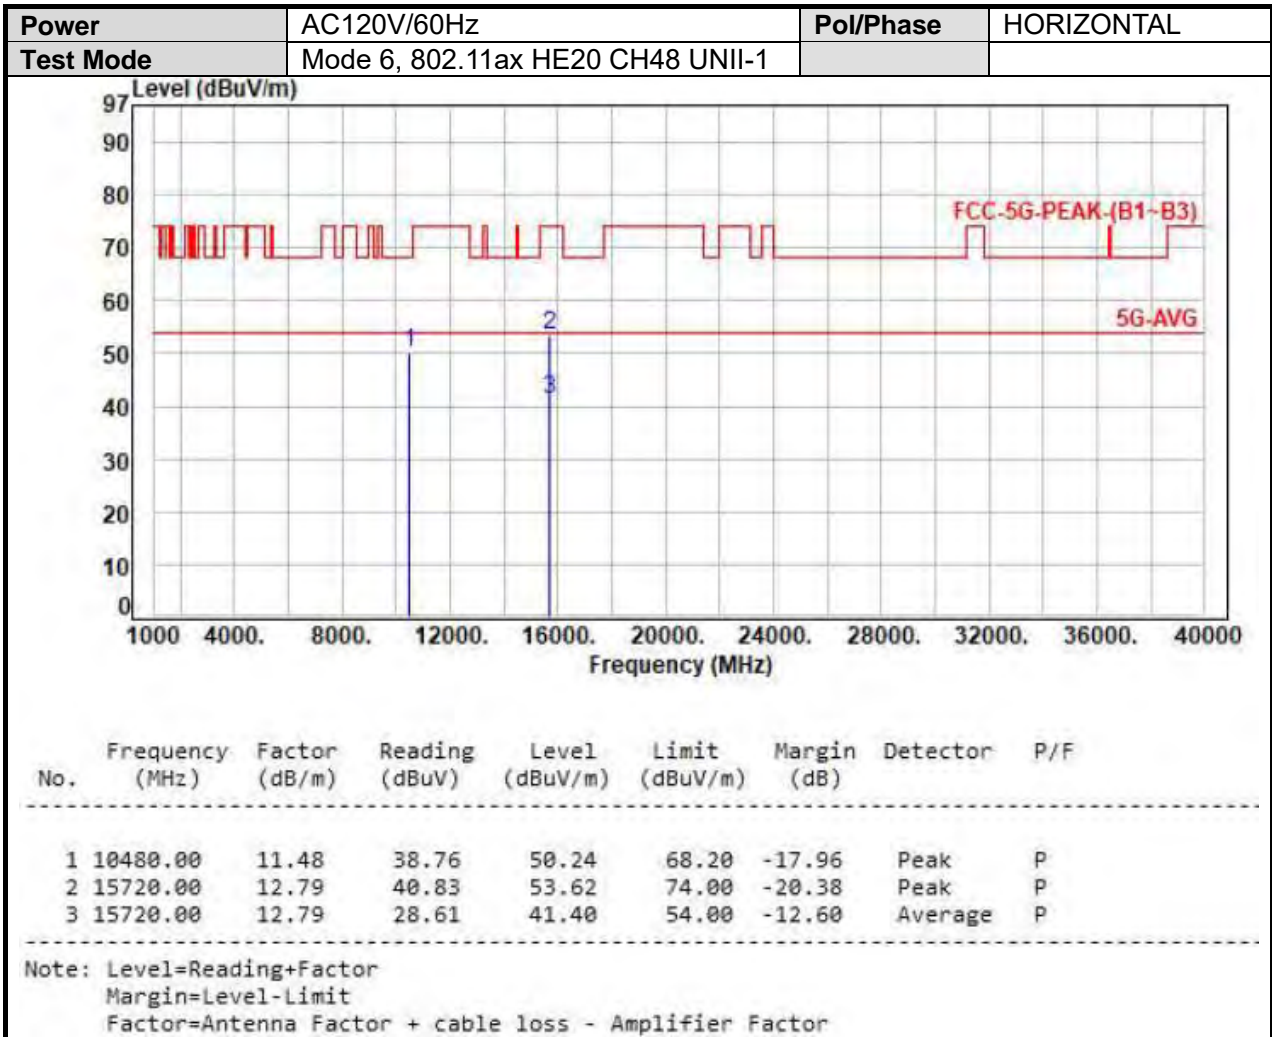 Power AC120V/60Hz Pol/Phase HORIZONTAL
Test Mode Mode 6, 802.11ax HE20 CH48 UNII-1
Level (dBuV/m)
97
90
80
FCC-5G-PEAK-(B1~B3)
70
60
2
5G-AVG
1
50
3
40
30
20
10
0
1000 4000. 8000. 12000. 16000. 20000. 24000. 28000. 32000. 36000. 40000
Frequency (MHz)
Frequency Factor Reading Level Limit Margin Detector P/F
No. (MHz) (dB/m) (dBuV) (dBuV/m) (dBuV/m) (dB)
1 10480.00 11.48 38.76 50.24 68.20 -17.96 Peak P
2 15720.00 12.79 40.83 53.62 74.00 -20.38 Peak P
3 15720.00 12.79 28.61 41.40 54.00 -12.60 Average P
Note: Level=Reading+Factor
Margin=Level-Limit
Factor=Antenna Factor + cable loss - Amplifier Factor